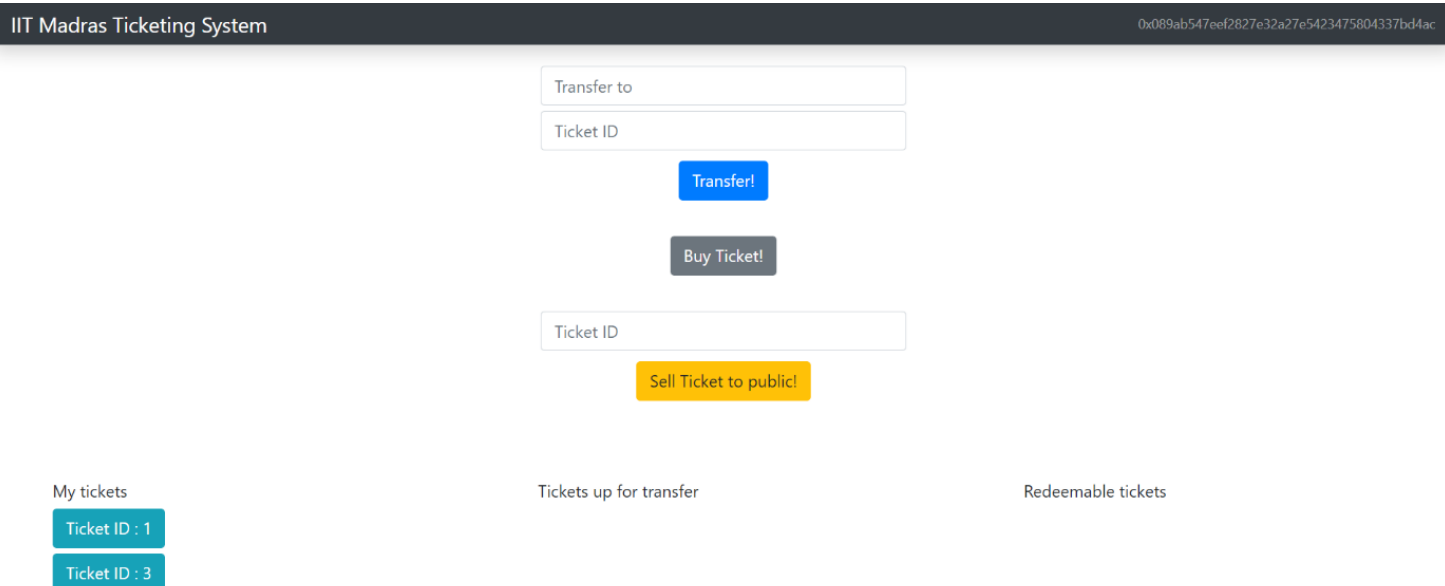 IIT Madras Ticketing System
0x089ab547eef2827e32a27e5423475804337bd4ac
Transfer to
Ticket ID
Transfer!
Buy Ticket!
Ticket ID
Sell Ticket to public!
My tickets
Tickets up for transfer
Redeemable tickets
Ticket ID : 1
Ticket ID : 3